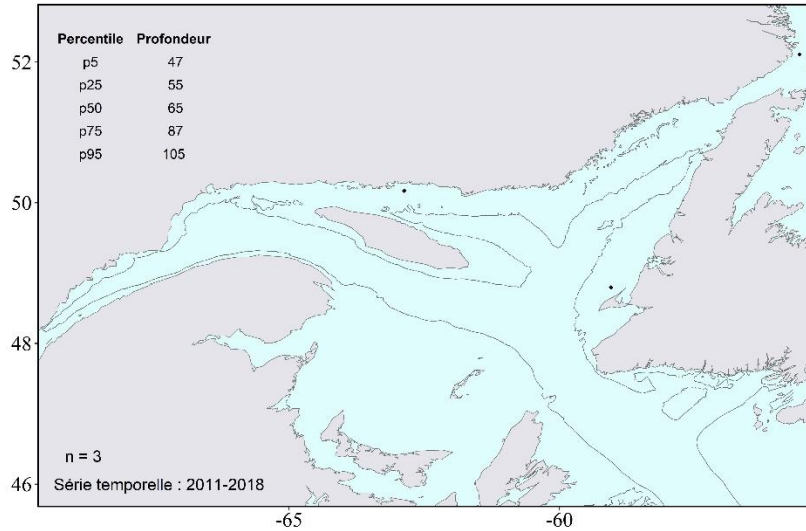 Percentile Profondeur
p5 47
p25 55
p50 65
p75 87
p95 105
52
50
48
46
n = 3
Série temporelle : 2011-2018
-65 -60